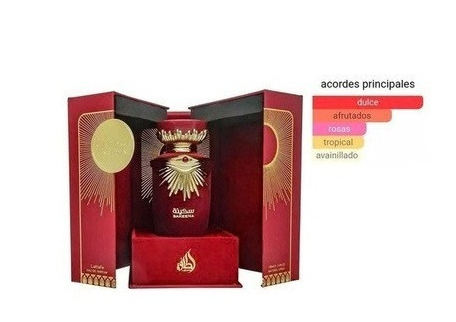 acordes principales
dulce
afrutados
rosas
tropical
avainillado
سكينة
SAKEENA
Lattafa